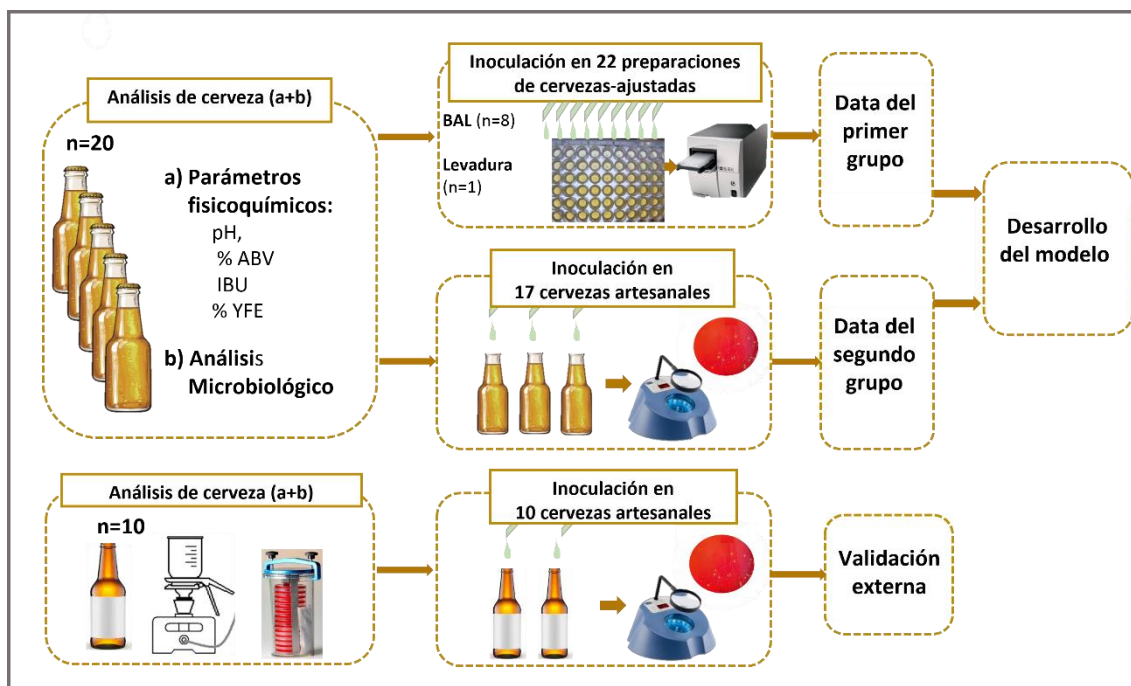 Análisis de cerveza (a+b)
n=20
a) Parámetros
fisicoquímicos:
pH,
% ABV
IBU
% YFE
b) Análisis
Microbiológico
Inoculación en 22 preparaciones
de cervezas-ajustadas
BAL (n=8)
Levadura
(n=1)
Data del
primer
grupo
Inoculación en
17 cervezas artesanales
Data del
segundo
grupo
Desarrollo
del modelo
Análisis de cerveza (a+b)
n=10
Inoculación en
10 cervezas artesanales
Validación
externa